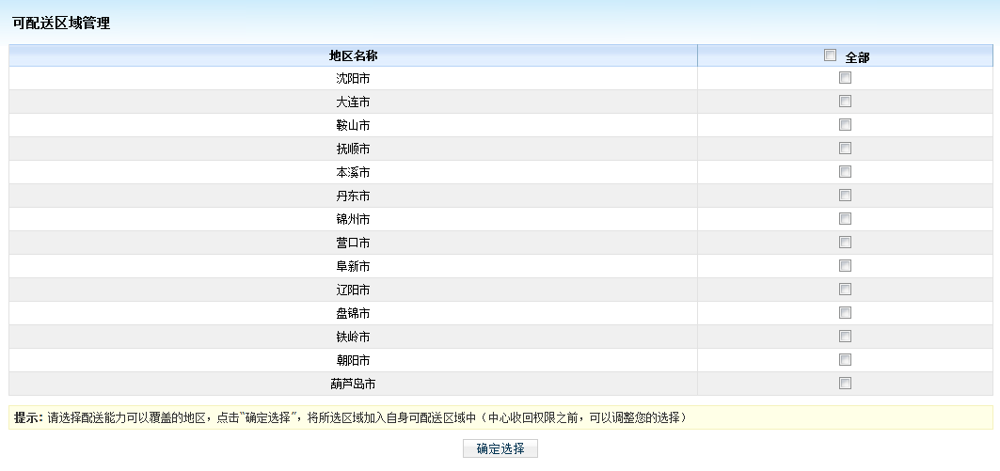 可配送区域管理
地区名称 全部
沈阳市
大连市
鞍山市
抚顺市
本溪市
丹东市
锦州市
营口市
阜新市
辽阳市
盘锦市
铁岭市
朝阳市
葫芦岛市
提示：请选择配送能力可以覆盖的地区，点击“确定选择”，将所选区域加入自身可配送区域中（中心收回权限之前，可以调整您的选择）
确定选择